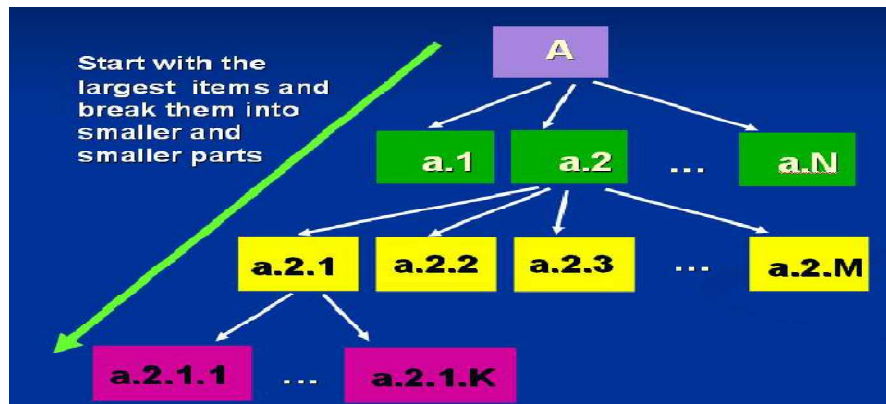 A
Start with the
largest items and
break them into
smaller and
smaller parts
a.1 a.2 ... a.N
a.2.1 a.2.2 a.2.3 ... a.2.M
a.2.1.1 ... a.2.1.K